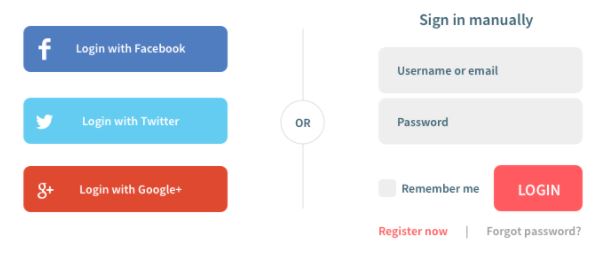 Login with Facebook
Login with Twitter
g+ Login with Google+
OR
Sign in manually
Username or email
Password
Remember me
LOGIN
Register now | Forgot password?